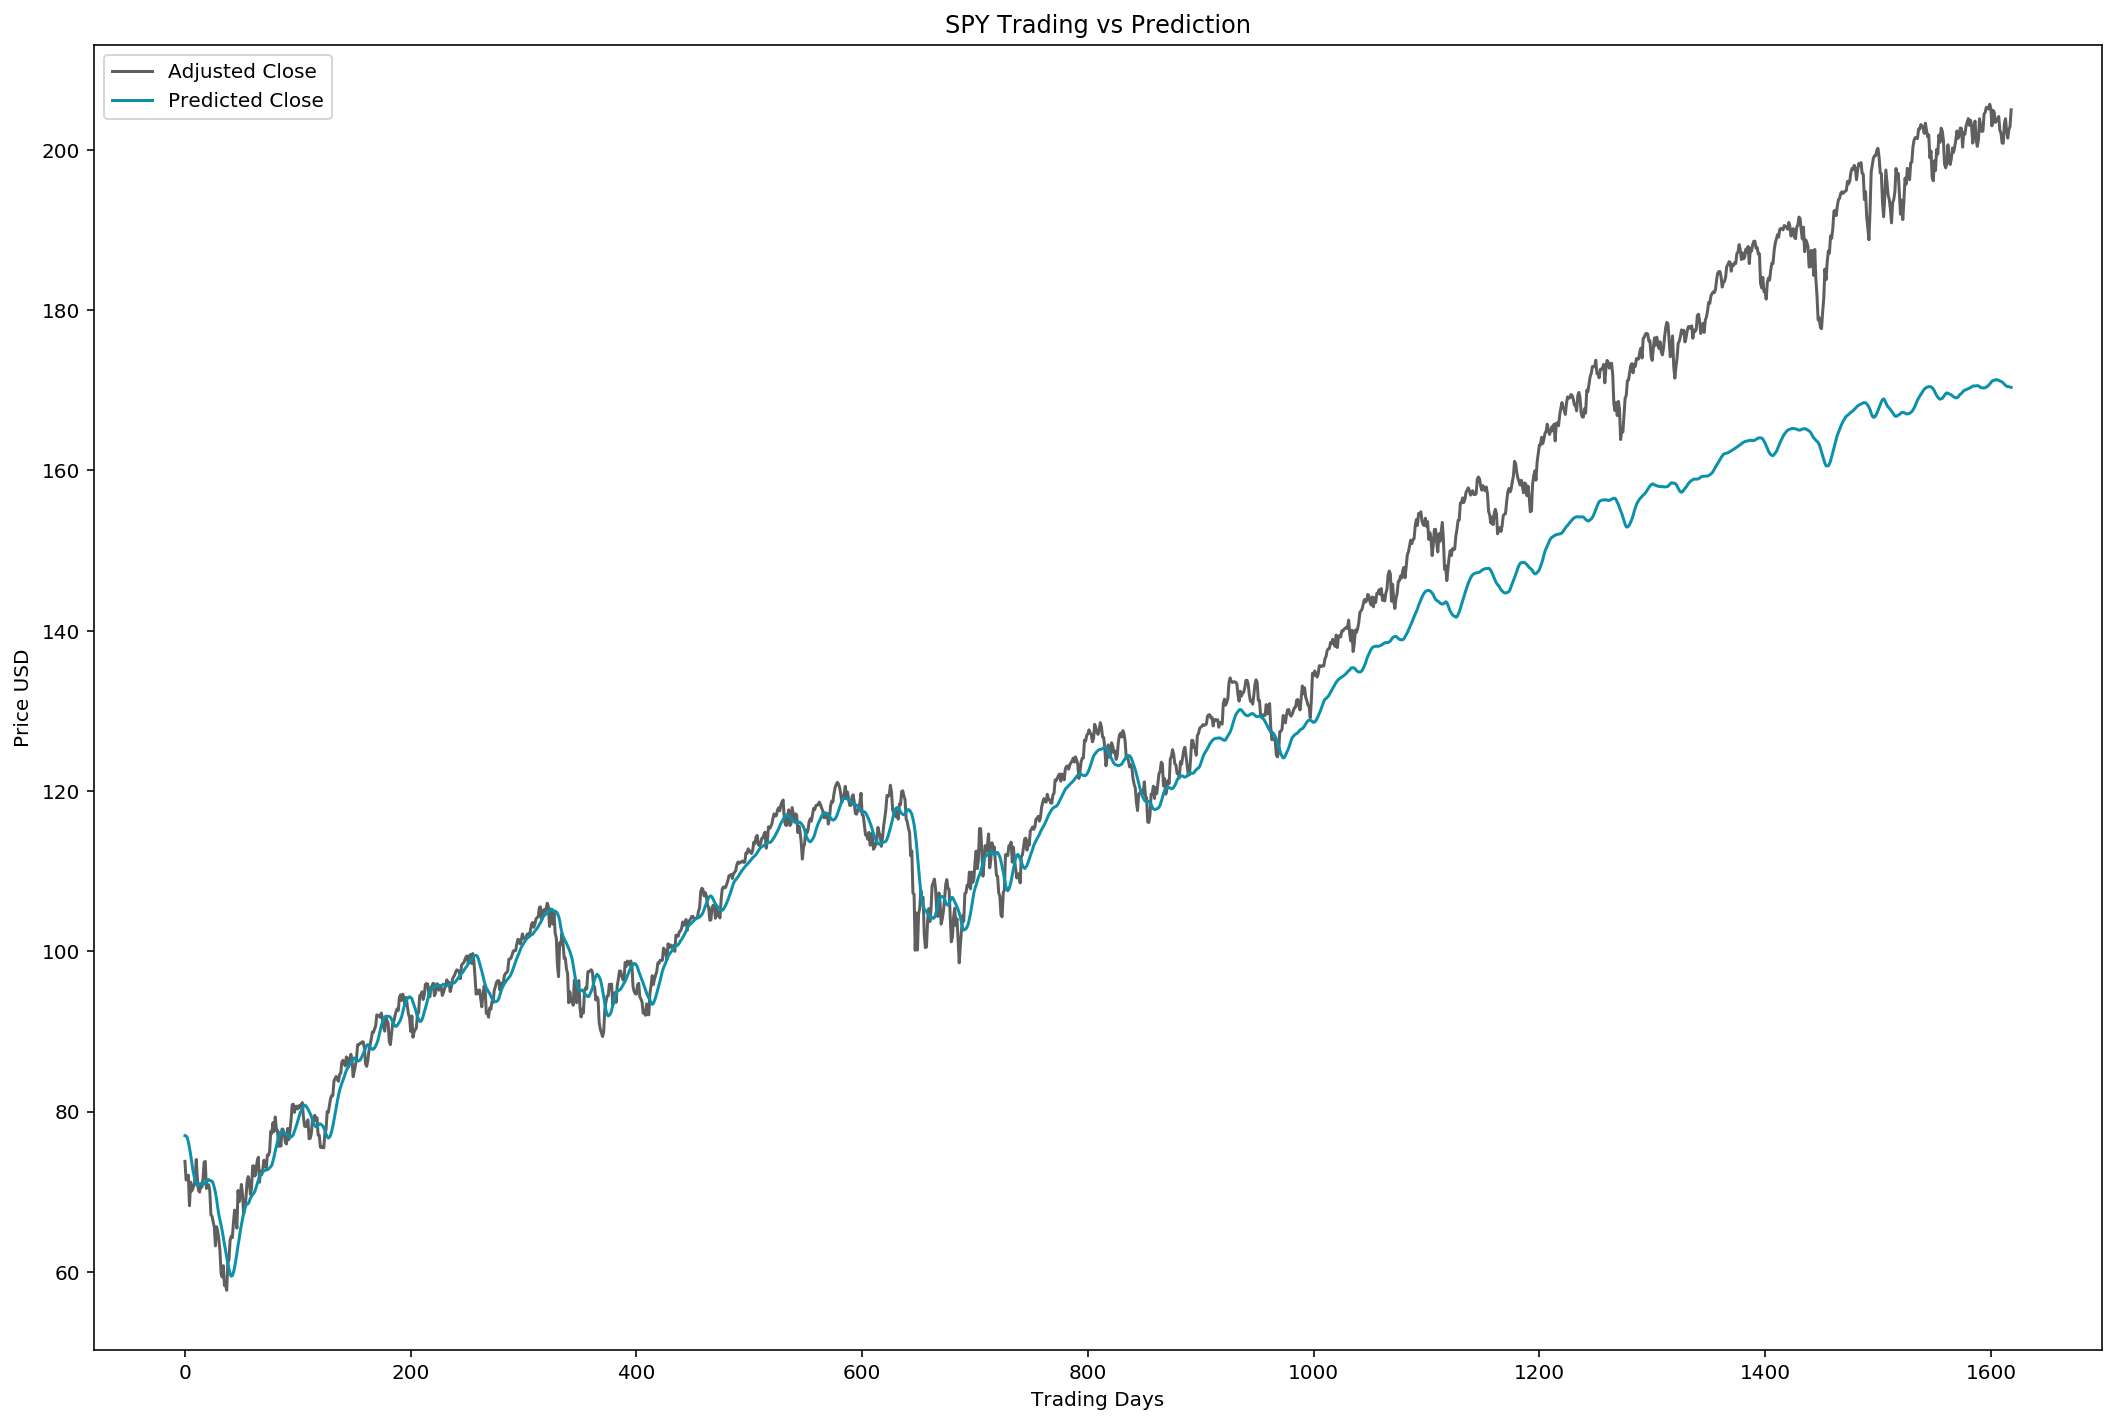 SPY Trading vs Prediction
Adjusted Close
Predicted Close
Price USD
200
180
160
140
120
100
80
60
0 200 400 600 800 1000 1200 1400 1600
Trading Days